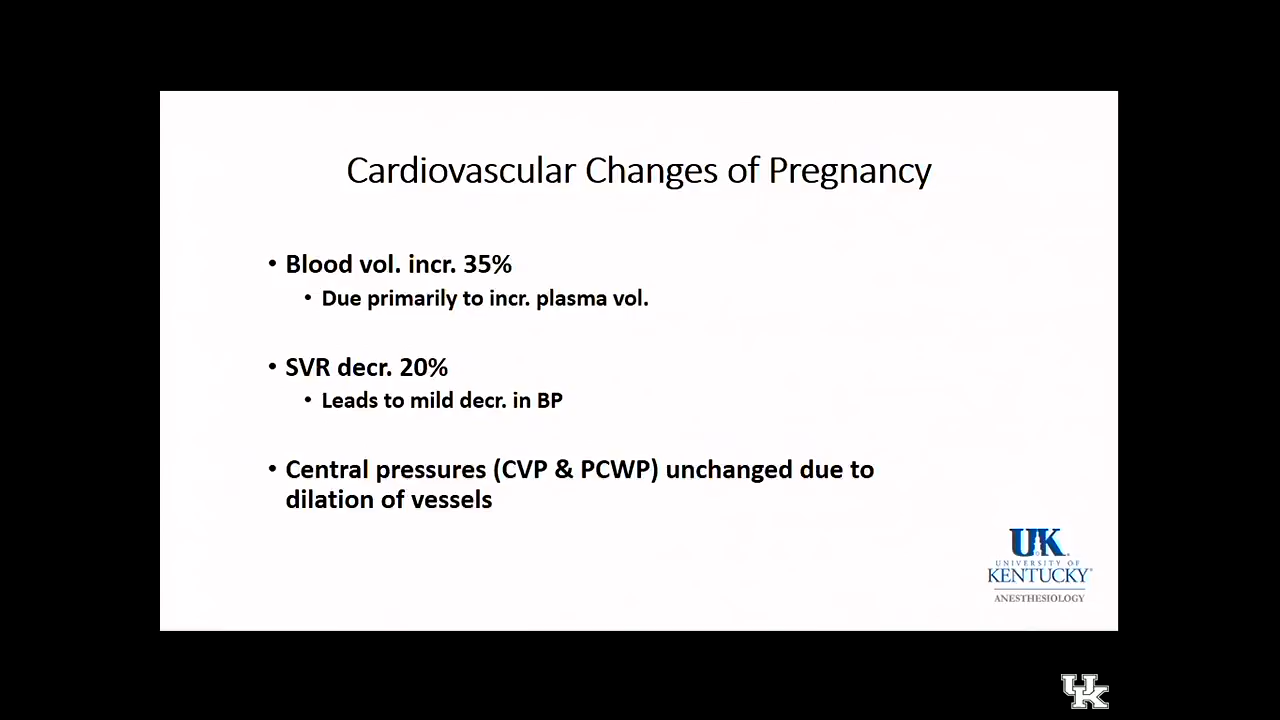 Cardiovascular Changes of Pregnancy
• Blood vol. incr. 35%
• Due primarily to incr. plasma vol.
• SVR decr. 20%
• Leads to mild decr. in BP
• Central pressures (CVP & PCWP) unchanged due to
dilation of vessels
UK
UNIVERSITY OF
KENTUCKY®
ANESTHESIOLOGY
UK